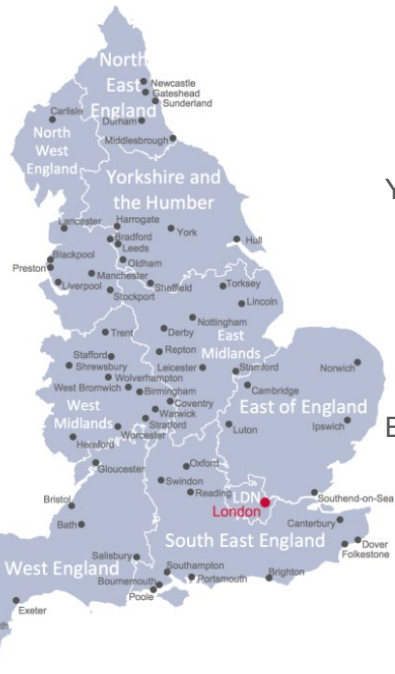 North
East
England
Newcastle
Gateshead
Sunderland
Carlisle
Durham
North
West
England
Middlesbrough
Yorkshire and
the Humber
Lancaster
Harrogate
Bradford
York
Leeds
Hull
Blackpool
Oldham
Preston
Manchester
Liverpool
Sheffield
Torksey
Stockport
Lincoln
Nottingham
Trent
Derby
East
Midlands
Stafford
Repton
Shrewsbury
Leicester
Stamford
Norwich
Wolverhampton
West Bromwich
Birmingham
Cambridge
West
Midlands
Coventry
East of England
Warwick
Stratford
Ipswich
Worcester
Luton
Hereford
Gloucester
Oxford
Swindon
Reading
LDN
London
Southend-on-Sea
Bristol
Bath
Canterbury
South East England
Dover
Folkestone
Salisbury
West England
Southampton
Bournemouth
Portsmouth
Brighton
Poole
Exeter
Y
E